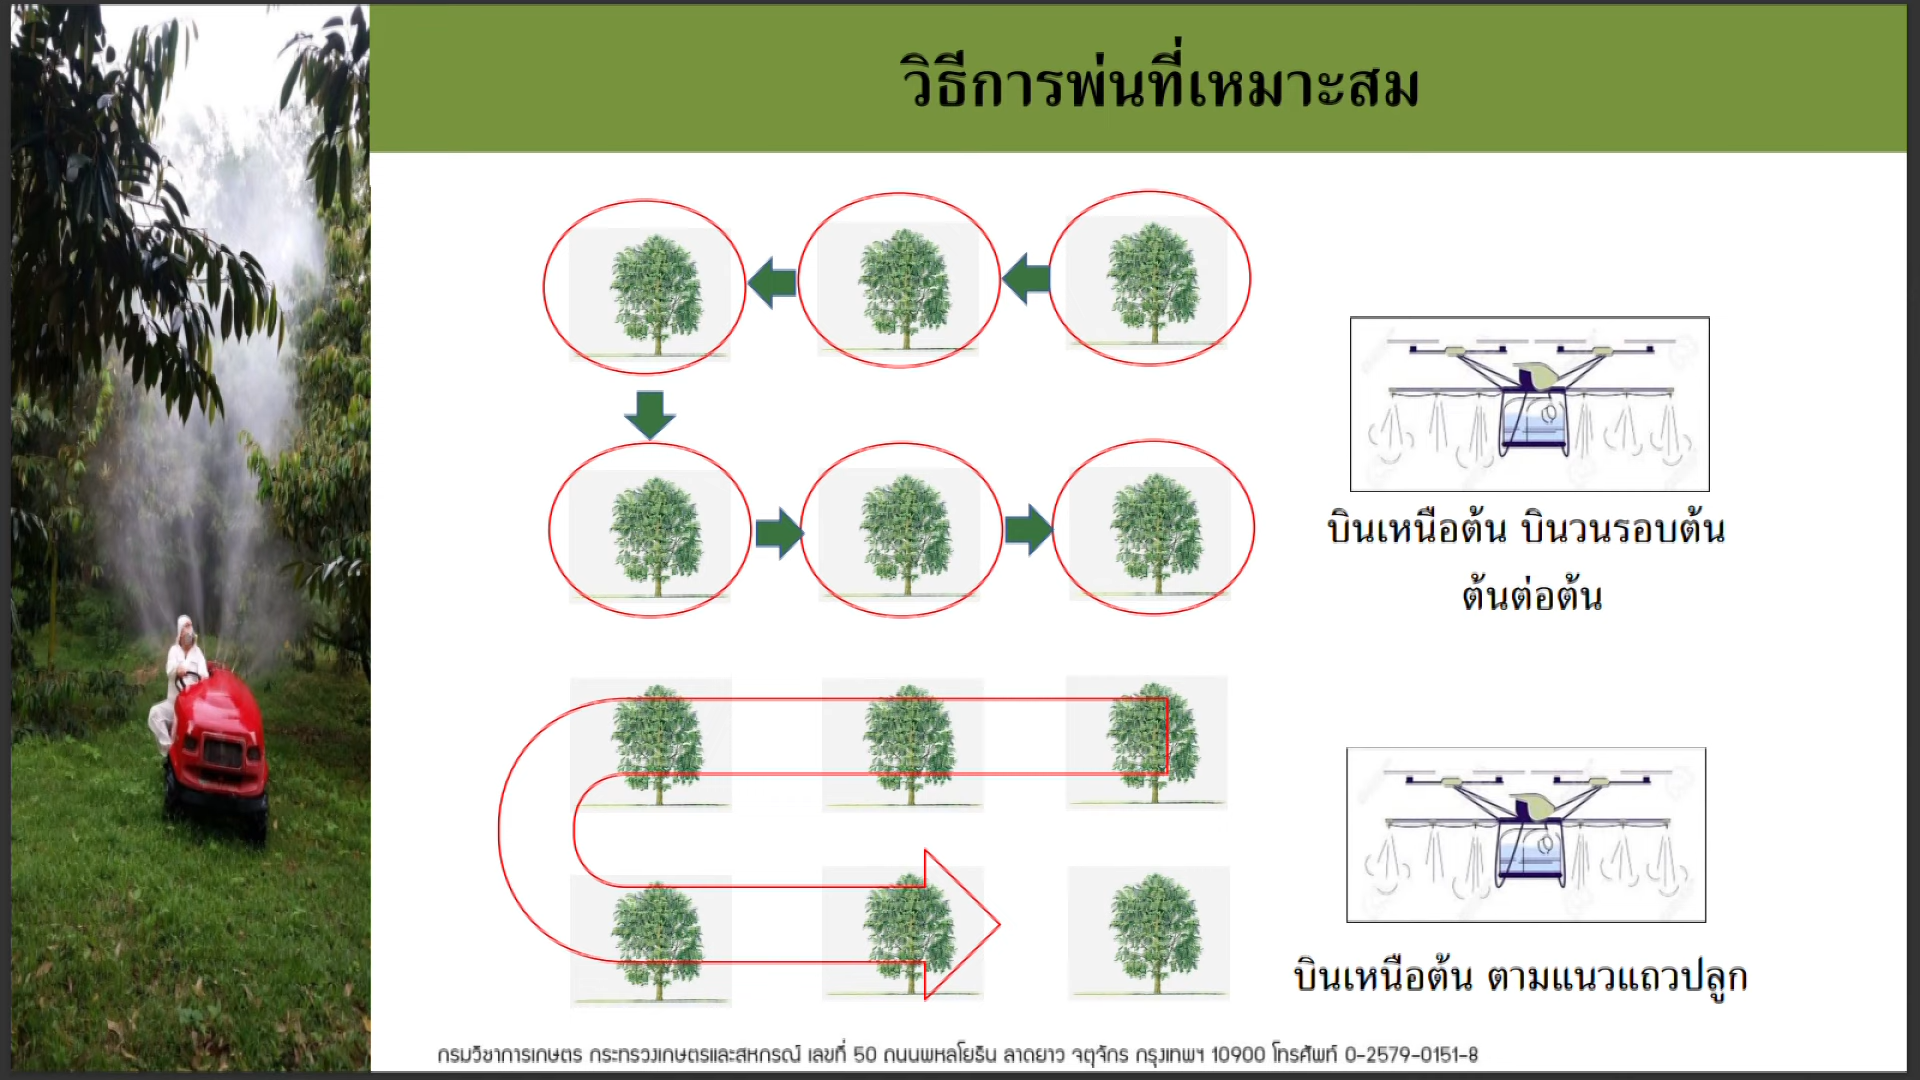 วิธีการพ่นที่เหมาะสม
บินเหนือต้น บินวนรอบต้น
ต้นต่อต้น
บินเหนือต้น ตามแนวแถวปลูก
กรมวิชาการเกษตร กระทรวงเกษตรและสหกรณ์ เลขที่ 50 ถนนพหลโยธิน ลาดยาว จตุจักร กรุงเทพฯ 10900 โทรศัพท์ 0-2579-0151-8